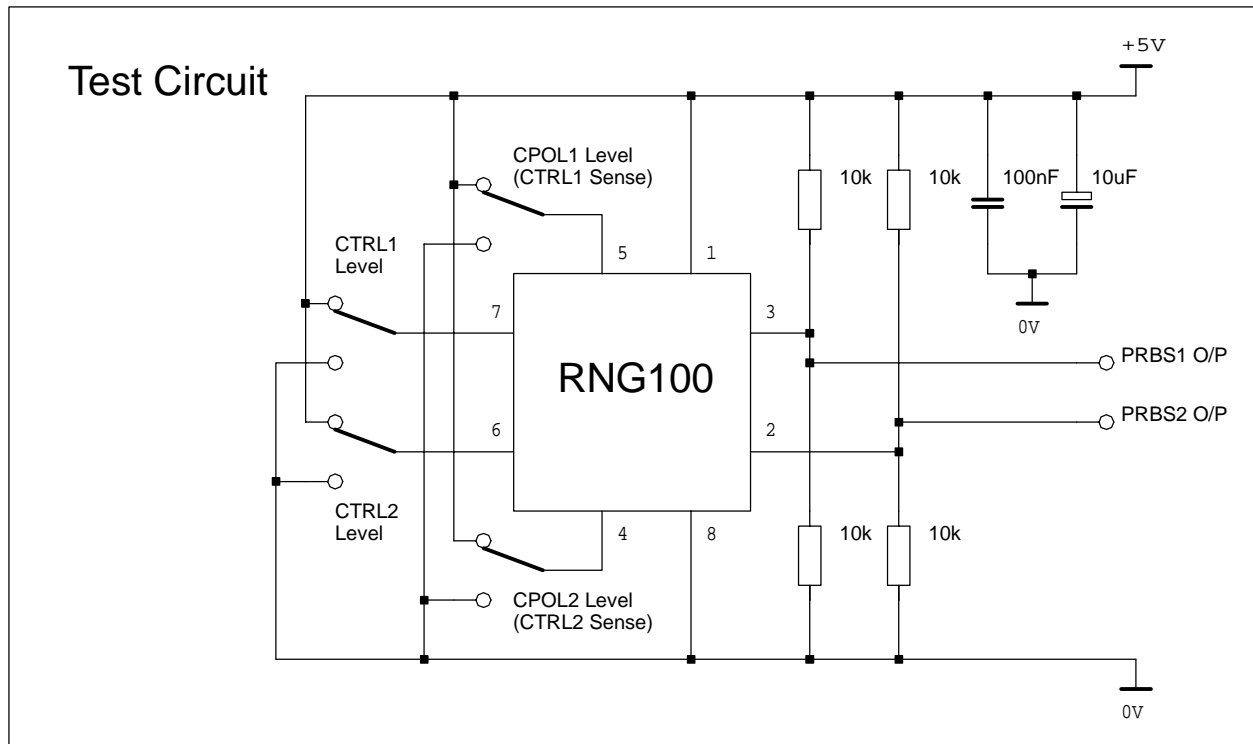 +5V
Test Circuit
CPOL1 Level
(CTRL1 Sense)
10k
10k
100nF
10uF
CTRL1
Level
5
1
7
3
0V
RNG100
PRBS1 O/P
PRBS2 O/P
6
2
CTRL2
Level
4
8
10k
10k
CPOL2 Level
(CTRL2 Sense)
0V